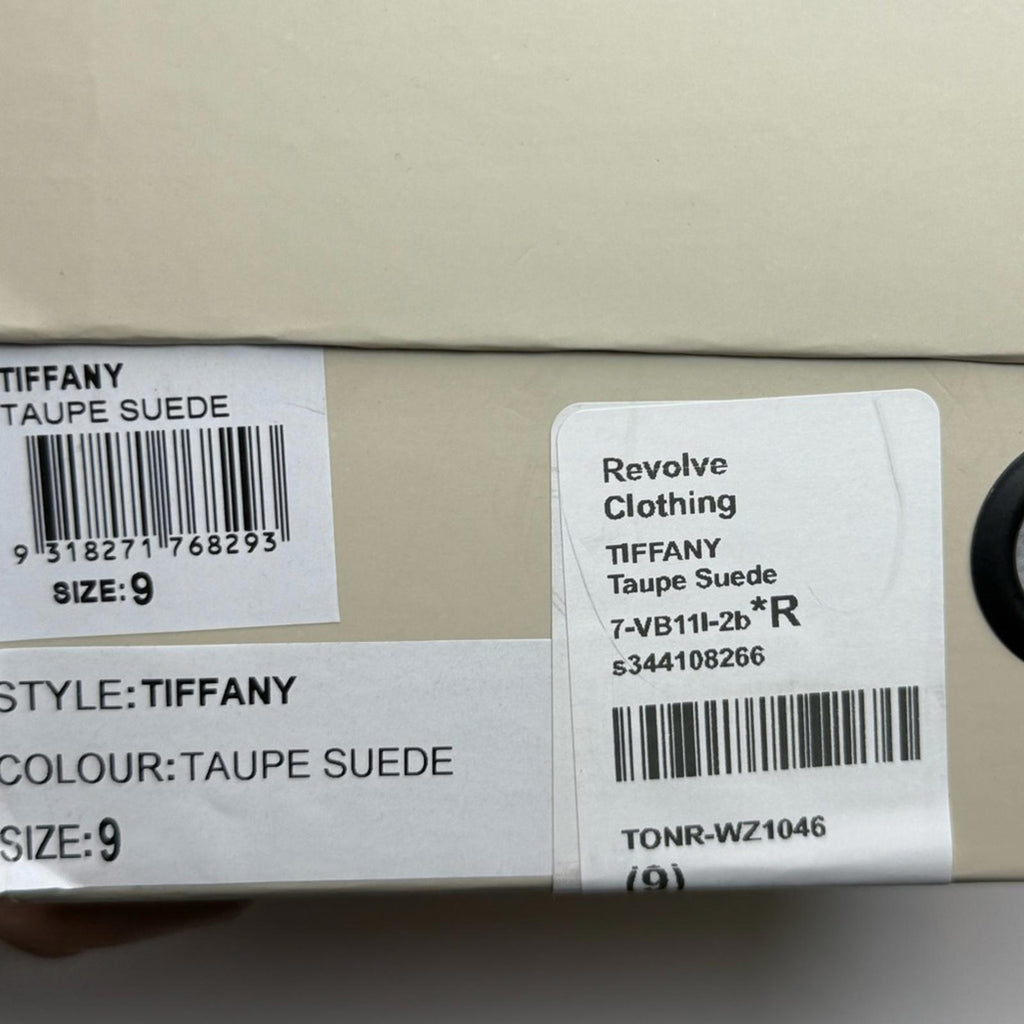 TIFFANY
TAUPE SUEDE
9 318271 768293
SIZE: 9
STYLE: TIFFANY
COLOUR: TAUPE SUEDE
SIZE: 9
Revolve
Clothing
TIFFANY
Taupe Suede
7-VB11I-2b*R
s344108266
TONR-WZ1046
(9)